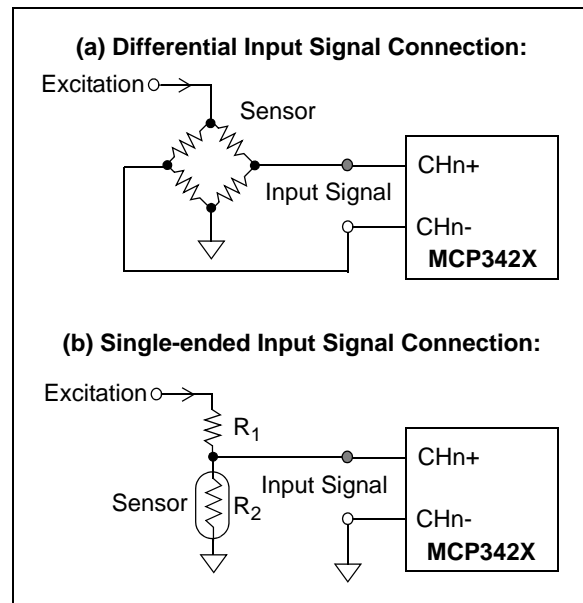 (a) Differential Input Signal Connection:
Excitation
Sensor
CHn+
Input Signal
CHn-
MCP342X
(b) Single-ended Input Signal Connection:
Excitation
R1
CHn+
Input Signal
Sensor
R2
CHn-
MCP342X